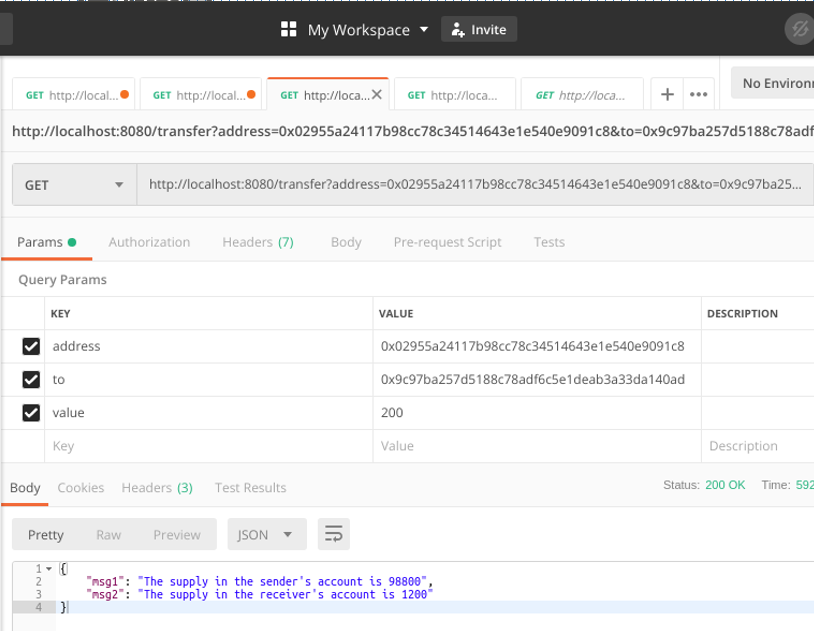 My Workspace Invite
GET http://local... GET http://local... GET http://loca... GET http://loca... GET http://loca... No Environ
http://localhost:8080/transfer?address=0x02955a24117b98cc78c34514643e1e540e9091c8&to=0x9c97ba257d5188c78adf
GET http://localhost:8080/transfer?address=0x02955a24117b98cc78c34514643e1e540e9091c8&to=0x9c97ba25...
Params Authorization Headers (7) Body Pre-request Script Tests
Query Params
KEY VALUE DESCRIPTION
address 0x02955a24117b98cc78c34514643e1e540e9091c8
to 0x9c97ba257d5188c78adf6c5e1deab3a33da140ad
value 200
Key Value Description
Body Cookies Headers (3) Test Results Status: 200 OK Time: 592
Pretty Raw Preview JSON
1 {
2 "msg1": "The supply in the sender's account is 98800",
3 "msg2": "The supply in the receiver's account is 1200"
4 }